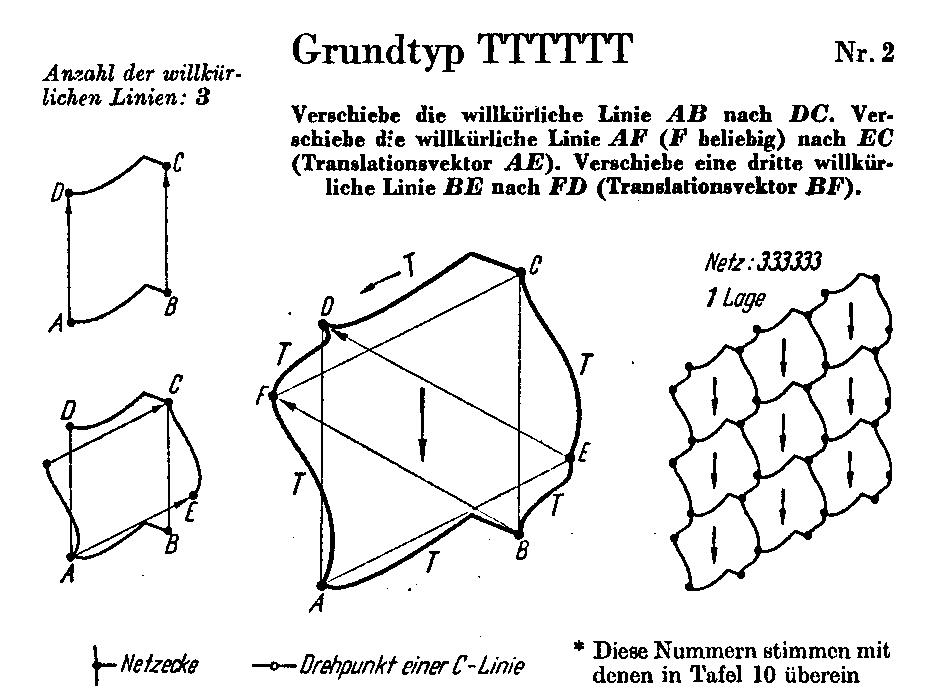 Grundtyp TTTTTT
Nr. 2
Anzahl der willkür-
lichen Linien: 3
Verschiebe die willkürliche Linie AB nach DC. Ver-
schiebe die willkürliche Linie AF (F beliebig) nach EC
(Translationsvektor AE). Verschiebe eine dritte willkür-
liche Linie BE nach FD (Translationsvektor BF).
D
C
A
B
D
C
E
B
A
T
C
D
T
T
F
E
T
T
T
B
A
Netz: 333333
1 Lage
Netzecke
Drehpunkt einer C-Linie
* Diese Nummern stimmen mit
denen in Tafel 10 überein